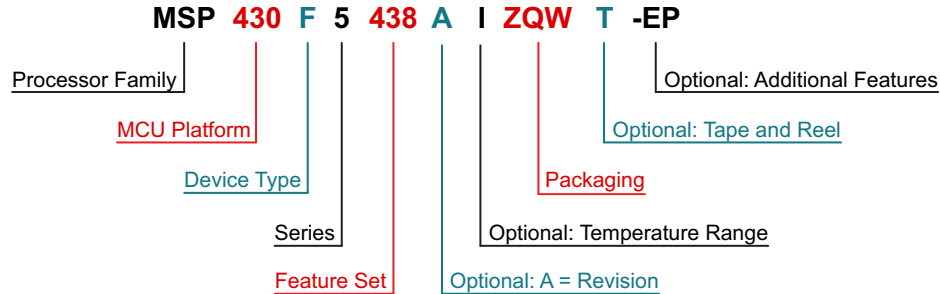 MSP 430 F 5 438 A I ZQW T -EP
Processor Family
Optional: Additional Features
MCU Platform
Optional: Tape and Reel
Device Type
Packaging
Series
Optional: Temperature Range
Feature Set
Optional: A = Revision